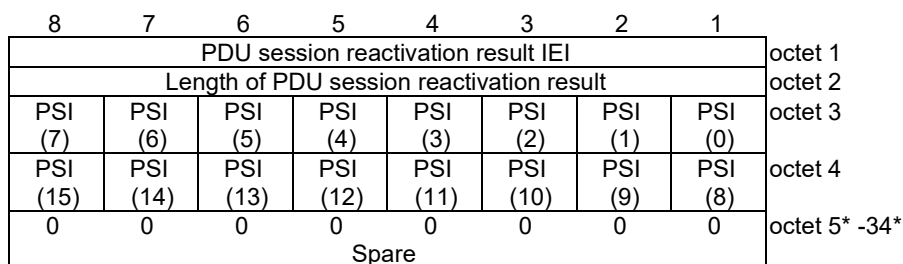 8 7 6 5 4 3 2 1
PDU session reactivation result IEI octet 1
Length of PDU session reactivation result octet 2
PSI PSI PSI PSI PSI PSI PSI PSI octet 3
(7) (6) (5) (4) (3) (2) (1) (0)
PSI PSI PSI PSI PSI PSI PSI PSI octet 4
(15) (14) (13) (12) (11) (10) (9) (8)
0 0 0 0 0 0 0 0 octet 5* -34*
Spare